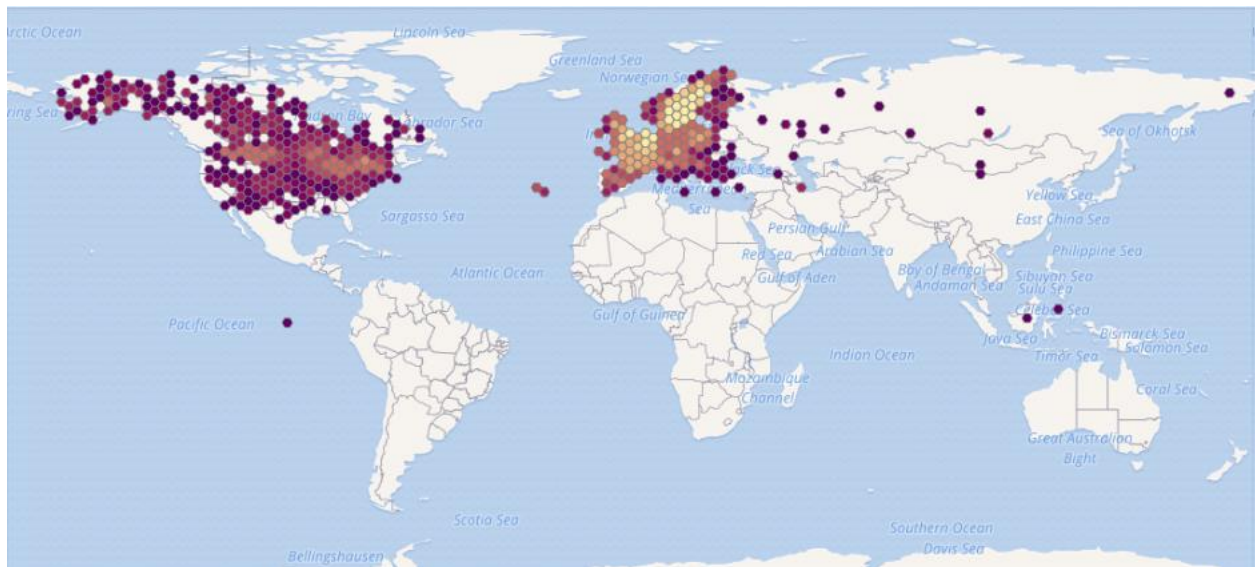 Arctic Ocean
Lincoln Sea
Greenland Sea
Norwegian Sea
ring Sea
Hudson Bay
abrador Sea
Sea of Okhotsk
Black Sea
Mediterranean
Sea
Yellow Sea
East China Sea
Sargasso Sea
Persian Gulf
Philippine Sea
Red Sea
Arabian Sea
Atlantic Ocean
Gulf of Aden
Bay of Bengal
Sibuyan Sea
Andaman Sea
Sulu Sea
Gulf of Guinea
Celebes Sea
Pacific Ocean
Java Sea
Bismarck Sea
Solomon Sea
Timor Sea
Indian Ocean
Mozambique
Channel
Coral Sea
Great Australian
Bight
Scotia Sea
Southern Ocean
Davis Sea
Bellingshausen